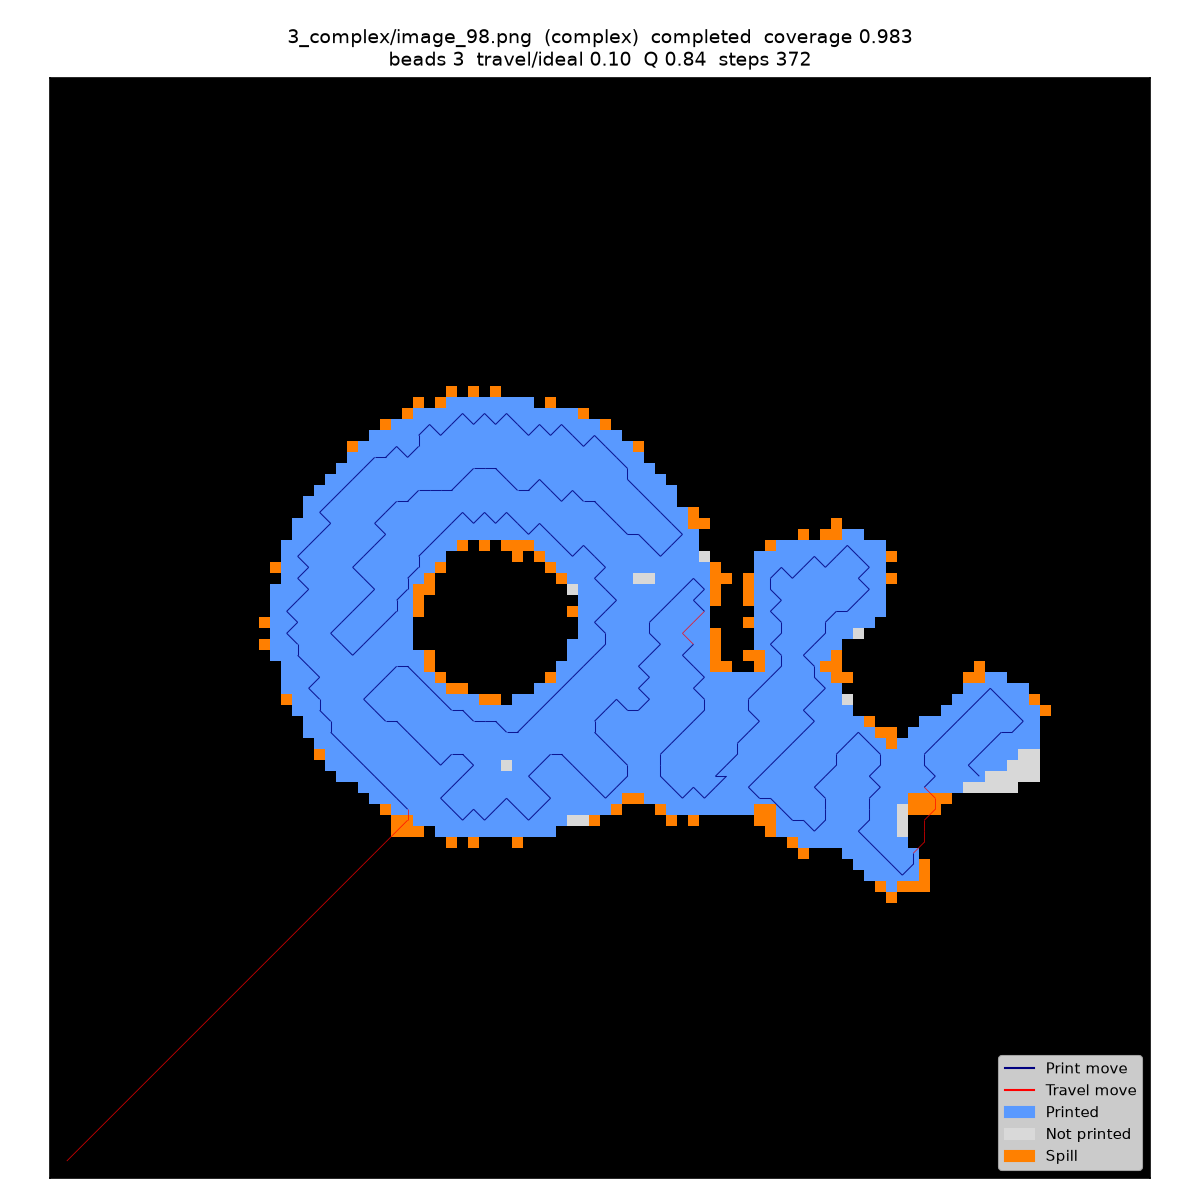 3_complex/image_98.png (complex) completed coverage 0.983
beads 3 travel/ideal 0.10 Q 0.84 steps 372
Print move
Travel move
Printed
Not printed
Spill